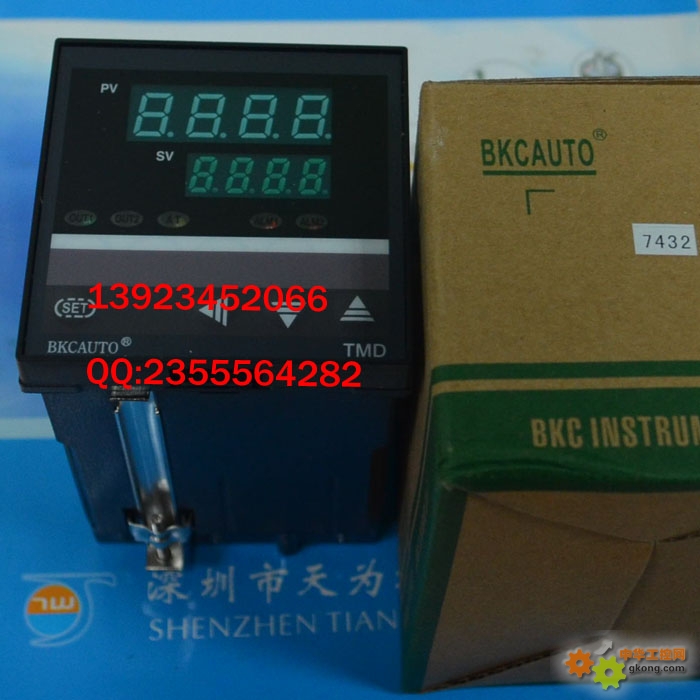 PV
8.8.8.8
SV
8.8.8.8
OUT1 OUT2 AT ALM1 ALM2
13923452066
SET
BKCAUTO®
TMD
QQ:2355564282
BKCAUTO®
7432
BKC INSTRUM
深圳市天为
SHENZHEN TIAN
中华工控网
gkong.com